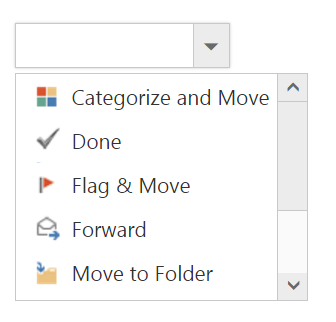 Categorize and Move
Done
Flag & Move
Forward
Move to Folder